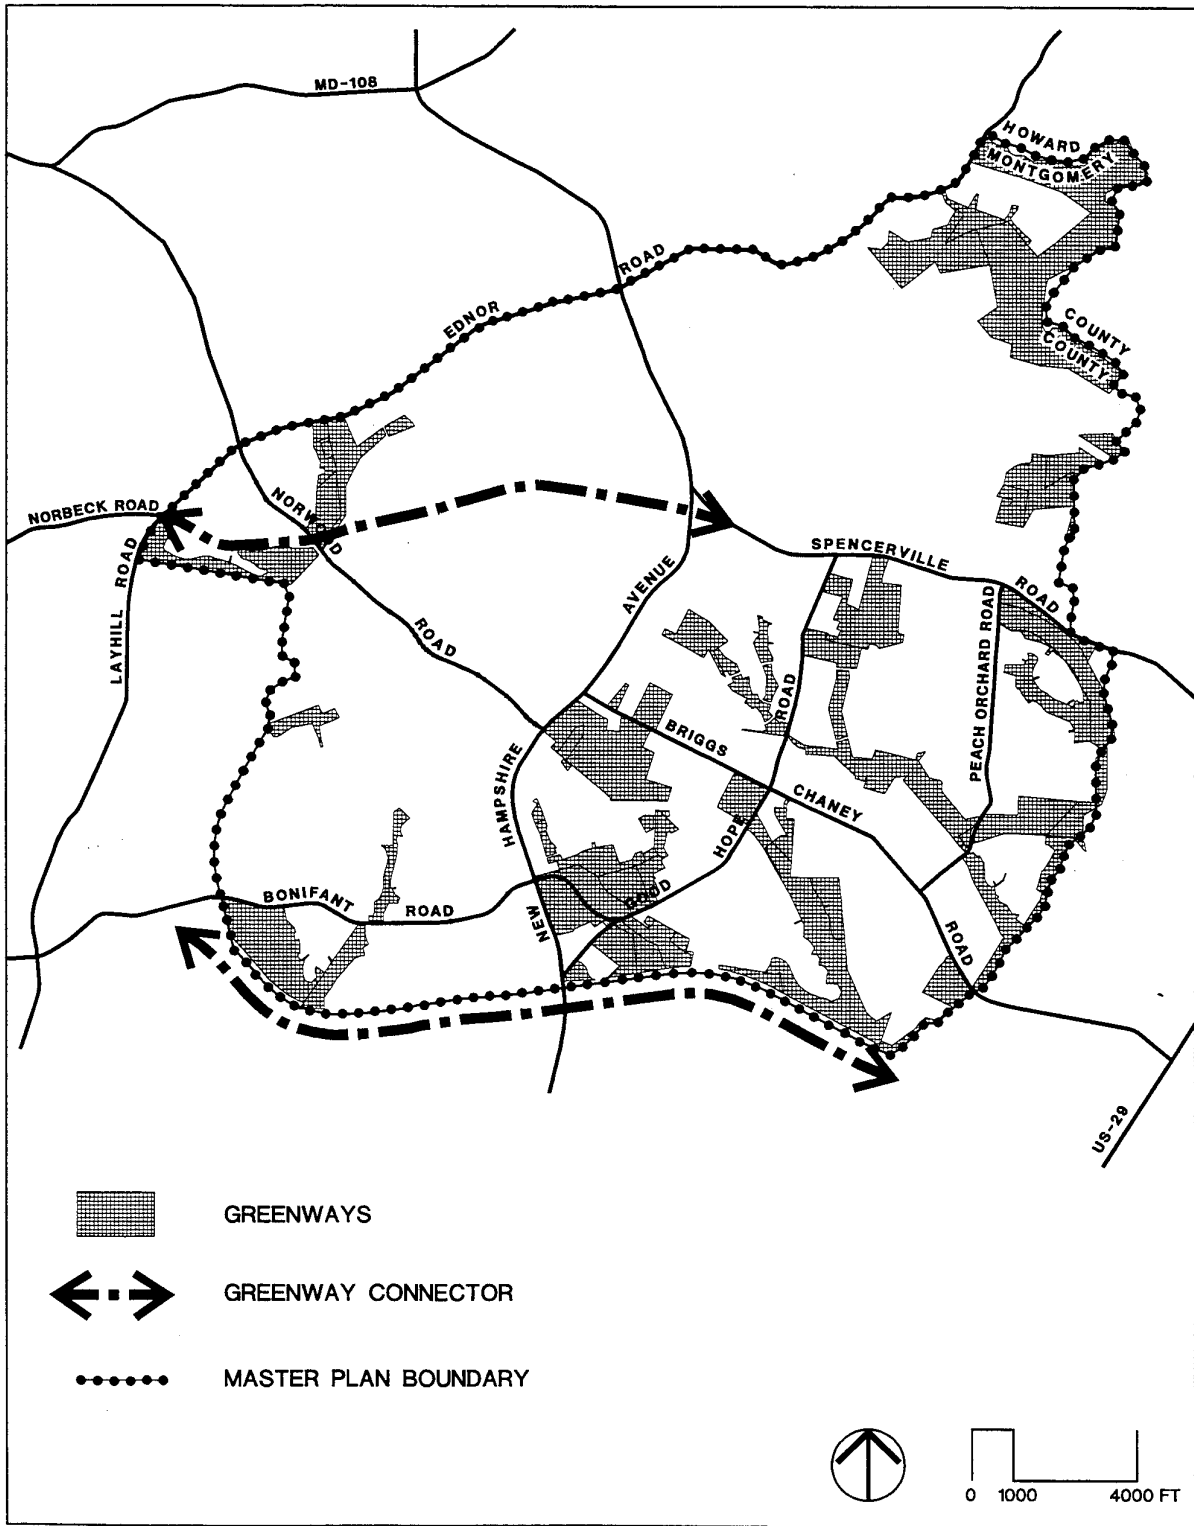 MD-108
HOWARD
MONTGOMERY
EDNOR
ROAD
COUNTY
COUNTY
NORBECK ROAD
NORWOOD
ROAD
LAYHILL
ROAD
AVENUE
HAMPSHIRE
NEW
SPENCERVILLE
ROAD
PEACH ORCHARD ROAD
ROAD
HOPE
GOOD
BRIGGS
CHANEY
ROAD
BONIFANT
ROAD
US-29
GREENWAYS
GREENWAY CONNECTOR
MASTER PLAN BOUNDARY
0 1000 4000 FT